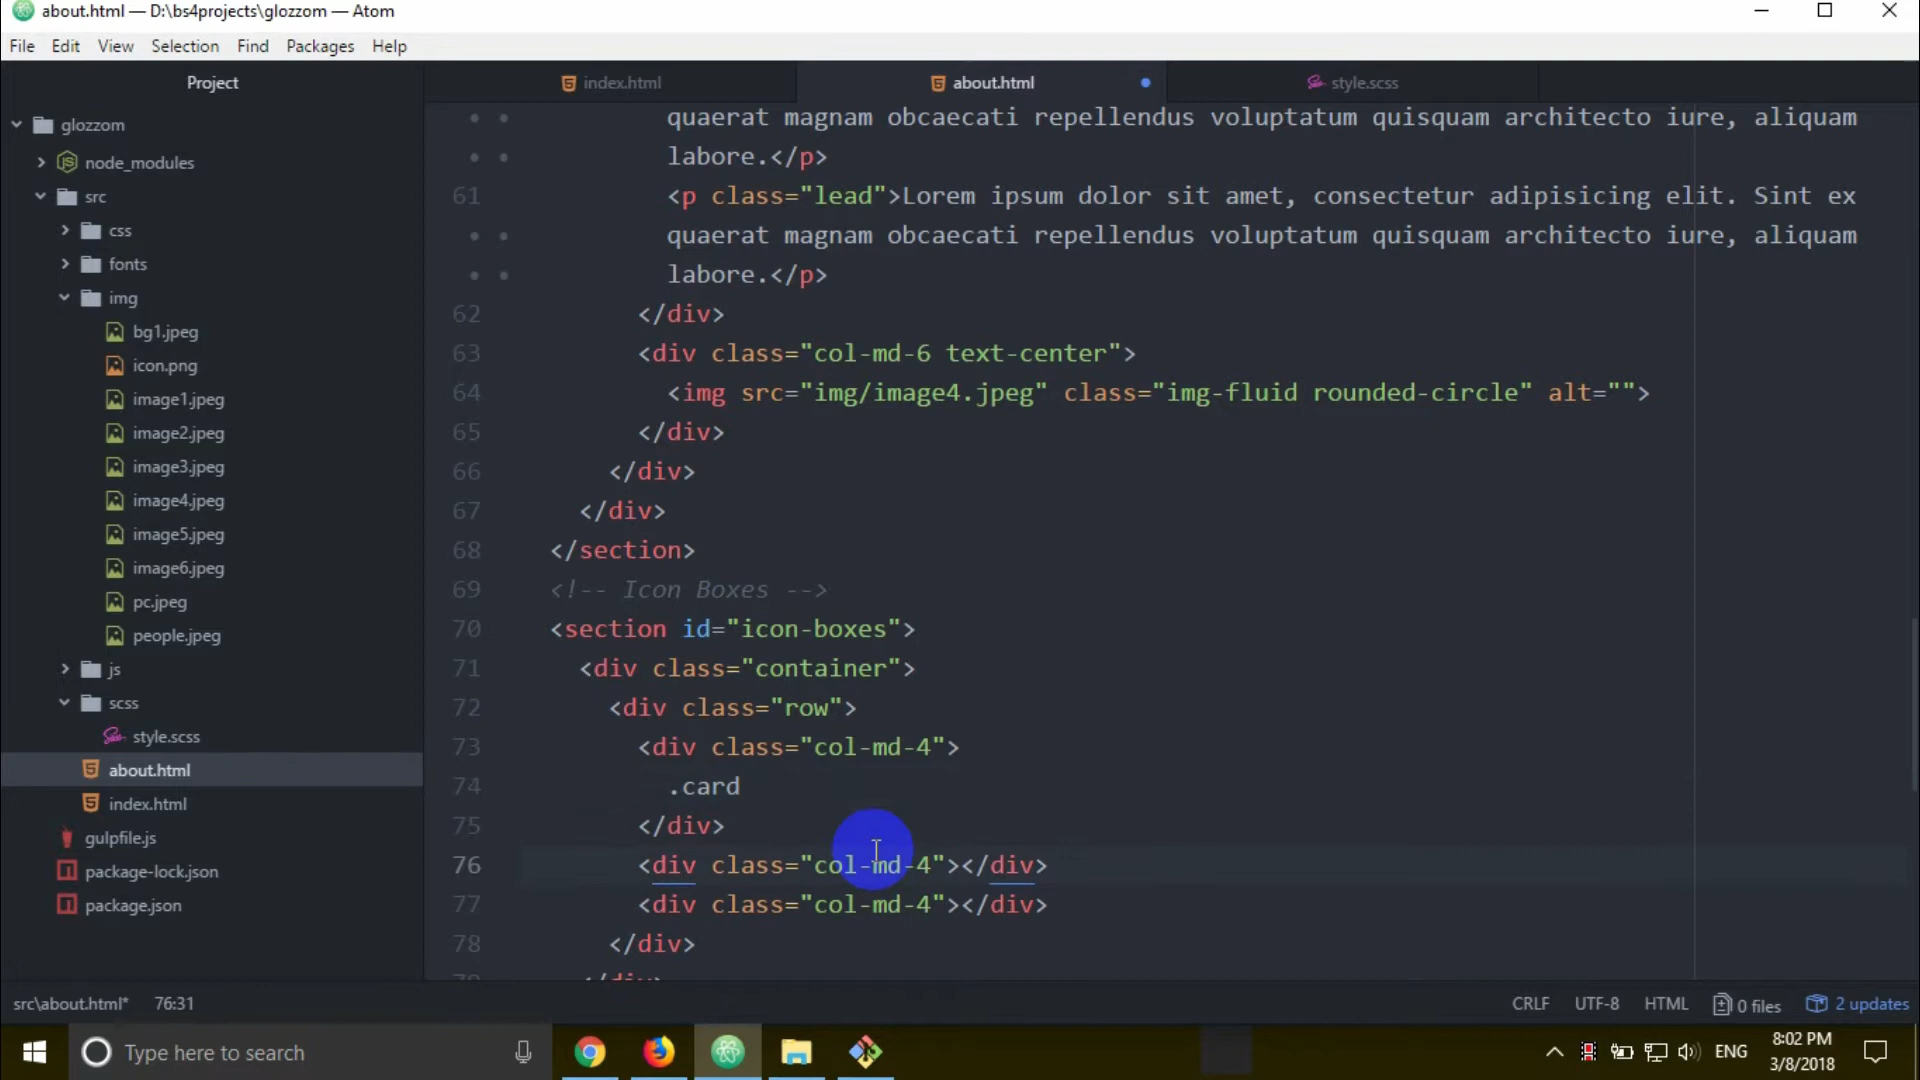 about.html — D:\bs4projects\glozzom — Atom
File Edit View Selection Find Packages Help
Project
index.html
about.html
style.scss
glozzom
node_modules
src
css
fonts
img
bg1.jpeg
icon.png
image1.jpeg
image2.jpeg
image3.jpeg
image4.jpeg
image5.jpeg
image6.jpeg
pc.jpeg
people.jpeg
js
scss
style.scss
about.html
index.html
gulpfile.js
package-lock.json
package.json
quaerat magnam obcaecati repellendus voluptatum quisquam architecto iure, aliquam
labore.</p>
61 <p class="lead">Lorem ipsum dolor sit amet, consectetur adipisicing elit. Sint ex
quaerat magnam obcaecati repellendus voluptatum quisquam architecto iure, aliquam
labore.</p>
62 </div>
63 <div class="col-md-6 text-center">
64 <img src="img/image4.jpeg" class="img-fluid rounded-circle" alt="">
65 </div>
66 </div>
67 </div>
68 </section>
69 <!-- Icon Boxes -->
70 <section id="icon-boxes">
71 <div class="container">
72 <div class="row">
73 <div class="col-md-4">
74 .card
75 </div>
76 <div class="col-md-4"></div>
77 <div class="col-md-4"></div>
78 </div>
src\about.html* 76:31
CRLF UTF-8 HTML 0 files 2 updates
Type here to search
ENG
8:02 PM
3/8/2018